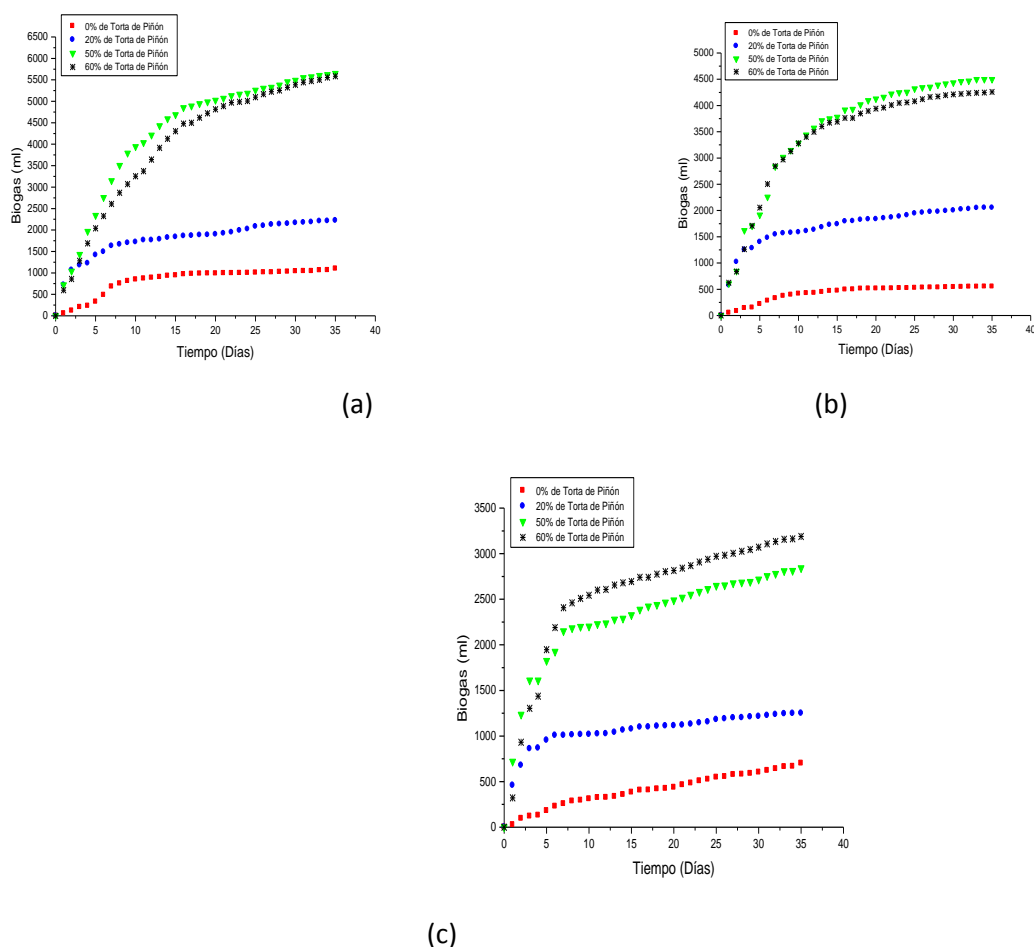 0% de Torta de Piñón
20% de Torta de Piñón
50% de Torta de Piñón
60% de Torta de Piñón
6500
6000
5500
5000
4500
4000
3500
3000
2500
2000
1500
1000
500
0
Biogas (ml)
0 5 10 15 20 25 30 35 40
Tiempo (Días)
(a)
0% de Torta de Piñón
20% de Torta de Piñón
50% de Torta de Piñón
60% de Torta de Piñón
5000
4500
4000
3500
3000
2500
2000
1500
1000
500
0
Biogas (ml)
0 5 10 15 20 25 30 35 40
Tiempo (Días)
(b)
0% de Torta de Piñón
20% de Torta de Piñón
50% de Torta de Piñón
60% de Torta de Piñón
3500
3000
2500
2000
1500
1000
500
0
Biogas (ml)
0 5 10 15 20 25 30 35 40
Tiempo (Días)
(c)